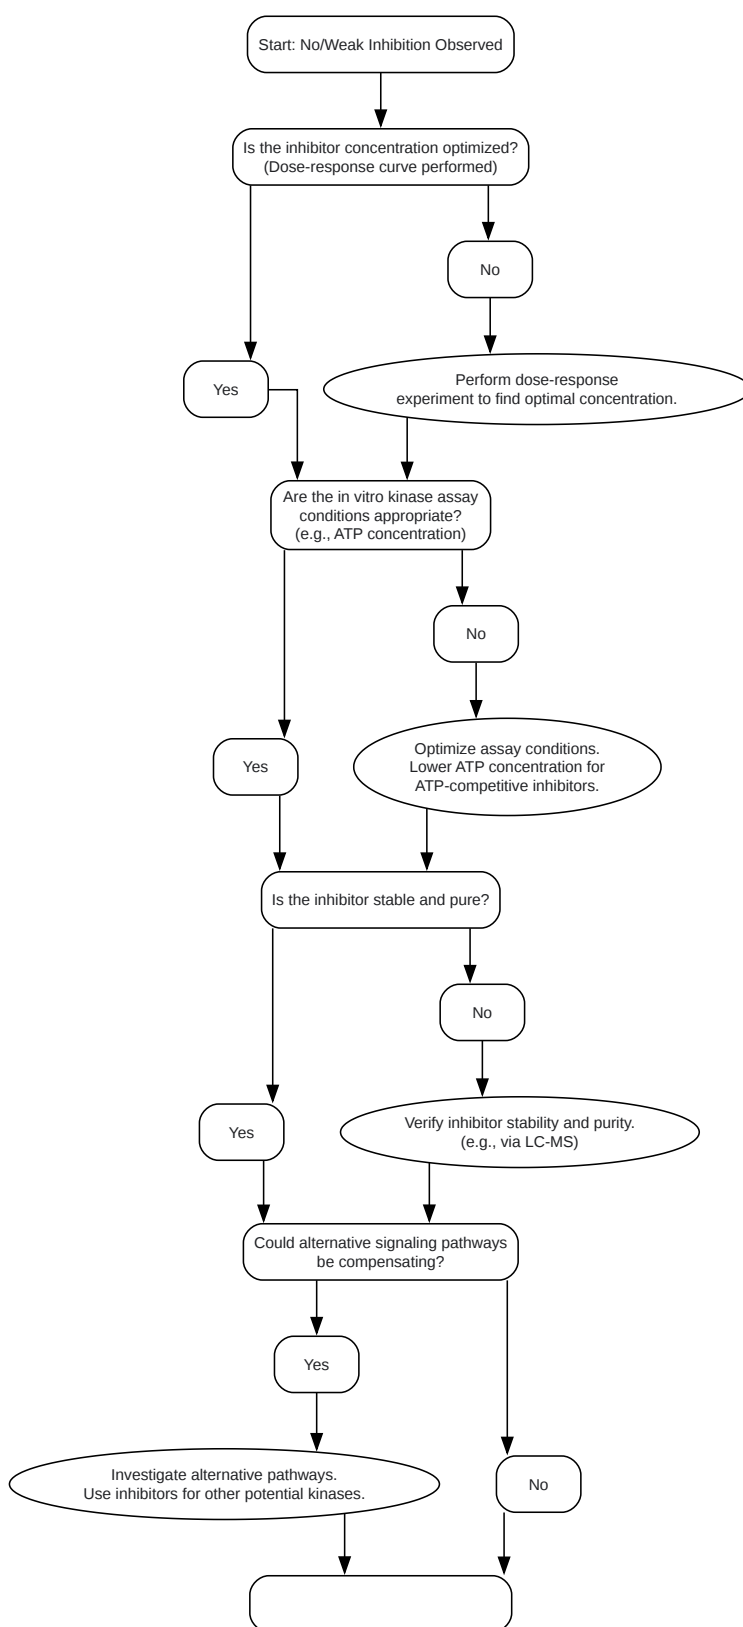 Start: No/Weak Inhibition Observed
Is the inhibitor concentration optimized?
(Dose-response curve performed)
No
Yes
Perform dose-response
experiment to find optimal concentration.
Are the in vitro kinase assay
conditions appropriate?
(e.g., ATP concentration)
No
Yes
Optimize assay conditions.
Lower ATP concentration for
ATP-competitive inhibitors.
Is the inhibitor stable and pure?
No
Yes
Verify inhibitor stability and purity.
(e.g., via LC-MS)
Could alternative signaling pathways
be compensating?
Yes
Investigate alternative pathways.
Use inhibitors for other potential kinases.
No